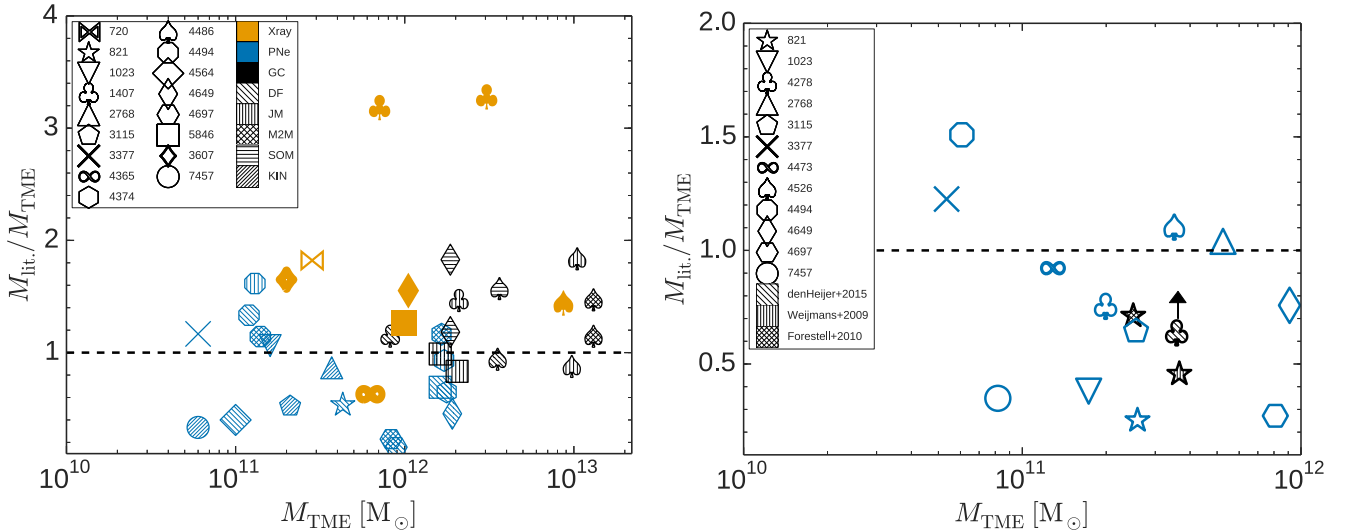 4
3
2
1
M_lit./M_TME
720
821
1023
1407
2768
3115
3377
4365
4374
4486
4494
4564
4649
4697
5846
3607
7457
Xray
PNe
GC
DF
JM
M2M
SOM
KIN
10^10
10^11
10^12
10^13
M_TME [M_⊙]
2.0
1.5
1.0
0.5
M_lit./M_TME
821
1023
4278
2768
3115
3377
4473
4526
4494
4649
4697
7457
denHeijer+2015
Weijmans+2009
Forestell+2010
10^10
10^11
10^12
M_TME [M_⊙]